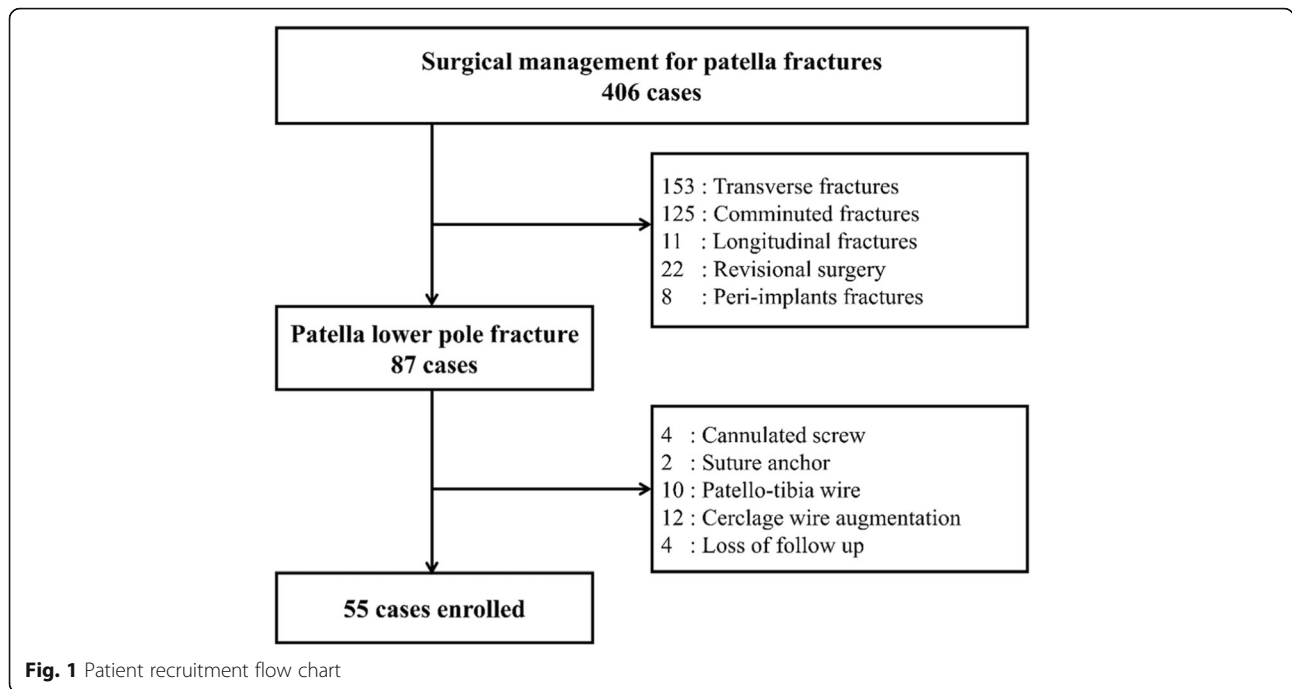 Surgical management for patella fractures
406 cases
153 : Transverse fractures
125 : Comminuted fractures
11 : Longitudinal fractures
22 : Revisional surgery
8 : Peri-implants fractures
Patella lower pole fracture
87 cases
4 : Cannulated screw
2 : Suture anchor
10 : Patello-tibia wire
12 : Cerclage wire augmentation
4 : Loss of follow up
55 cases enrolled
Fig. 1 Patient recruitment flow chart